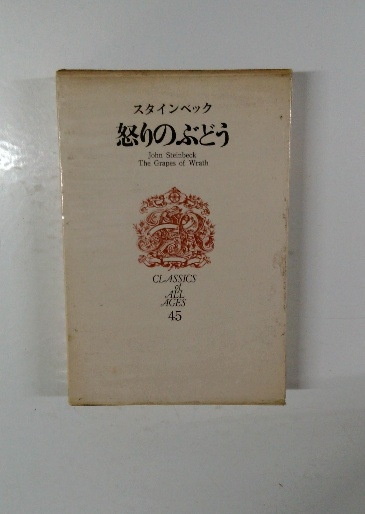 スタインベック
怒りのぶどう
John Steinbeck
The Grapes of Wrath
CLASSICS
of
ALL
AGES
45